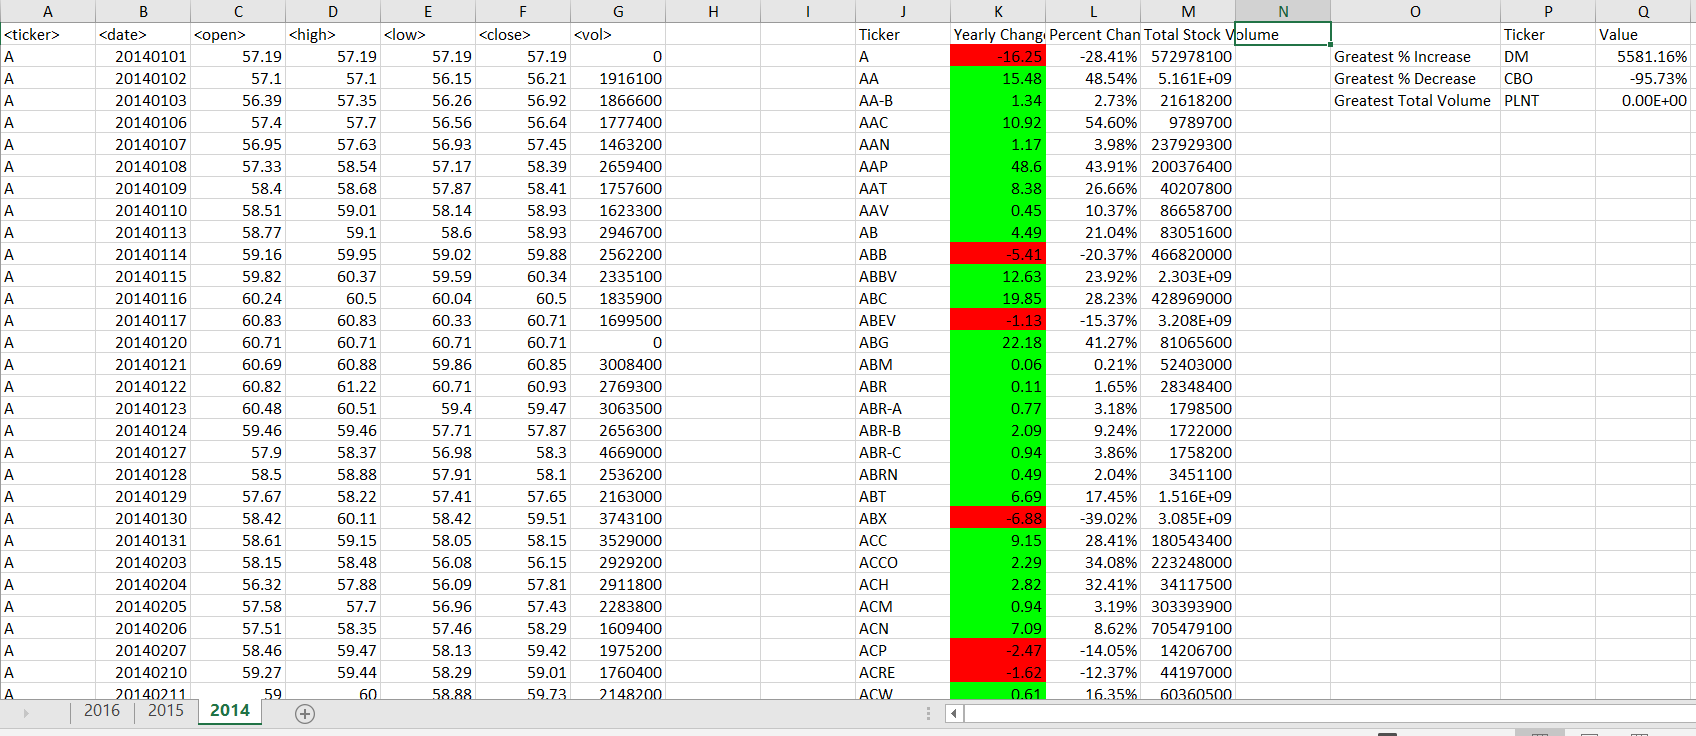 A B C D E F G H I J K L M N O P Q
<ticker> <date> <open> <high> <low> <close> <vol> Ticker Yearly Chang Percent Chan Total Stock Volume Ticker Value
A 20140101 57.19 57.19 57.19 57.19 0 A -16.25 -28.41% 572978100 Greatest % Increase DM 5581.16%
A 20140102 57.1 57.1 56.15 56.21 1916100 AA 15.48 48.54% 5.161E+09 Greatest % Decrease CBO -95.73%
A 20140103 56.39 57.35 56.26 56.92 1866600 AA-B 1.34 2.73% 21618200 Greatest Total Volume PLNT 0.00E+00
A 20140106 57.4 57.7 56.56 56.64 1777400 AAC 10.92 54.60% 9789700
A 20140107 56.95 57.63 56.93 57.45 1463200 AAN 1.17 3.98% 237929300
A 20140108 57.33 58.54 57.17 58.39 2659400 AAP 48.6 43.91% 200376400
A 20140109 58.4 58.68 57.87 58.41 1757600 AAT 8.38 26.66% 40207800
A 20140110 58.51 59.01 58.14 58.93 1623300 AAV 0.45 10.37% 86658700
A 20140113 58.77 59.1 58.6 58.93 2946700 AB 4.49 21.04% 83051600
A 20140114 59.16 59.95 59.02 59.88 2562200 ABB -5.41 -20.37% 466820000
A 20140115 59.82 60.37 59.59 60.34 2335100 ABBV 12.63 23.92% 2.303E+09
A 20140116 60.24 60.5 60.04 60.5 1835900 ABC 19.85 28.23% 428969000
A 20140117 60.83 60.83 60.33 60.71 1699500 ABEV -1.13 -15.37% 3.208E+09
A 20140120 60.71 60.71 60.71 60.71 0 ABG 22.18 41.27% 81065600
A 20140121 60.69 60.88 59.86 60.85 3008400 ABM 0.06 0.21% 52403000
A 20140122 60.82 61.22 60.71 60.93 2769300 ABR 0.11 1.65% 28348400
A 20140123 60.48 60.51 59.4 59.47 3063500 ABR-A 0.77 3.18% 1798500
A 20140124 59.46 59.46 57.71 57.87 2656300 ABR-B 2.09 9.24% 1722000
A 20140127 57.9 58.37 56.98 58.3 4669000 ABR-C 0.94 3.86% 1758200
A 20140128 58.5 58.88 57.91 58.1 2536200 ABRN 0.49 2.04% 3451100
A 20140129 57.67 58.22 57.41 57.65 2163000 ABT 6.69 17.45% 1.516E+09
A 20140130 58.42 60.11 58.42 59.51 3743100 ABX -6.88 -39.02% 3.085E+09
A 20140131 58.61 59.15 58.05 58.15 3529000 ACC 9.15 28.41% 180543400
A 20140203 58.15 58.48 56.08 56.15 2929200 ACCO 2.29 34.08% 223248000
A 20140204 56.32 57.88 56.09 57.81 2911800 ACH 2.82 32.41% 34117500
A 20140205 57.58 57.7 56.96 57.43 2283800 ACM 0.94 3.19% 303393900
A 20140206 57.51 58.35 57.46 58.29 1609400 ACN 7.09 8.62% 705479100
A 20140207 58.46 59.47 58.13 59.42 1975200 ACP -2.47 -14.05% 14206700
A 20140210 59.27 59.44 58.29 59.01 1760400 ACRE -1.62 -12.37% 44197000
A 20140211 59 60 58.88 59.73 2148200 ACW 0.61 16.35% 60360500
2016 2015 2014